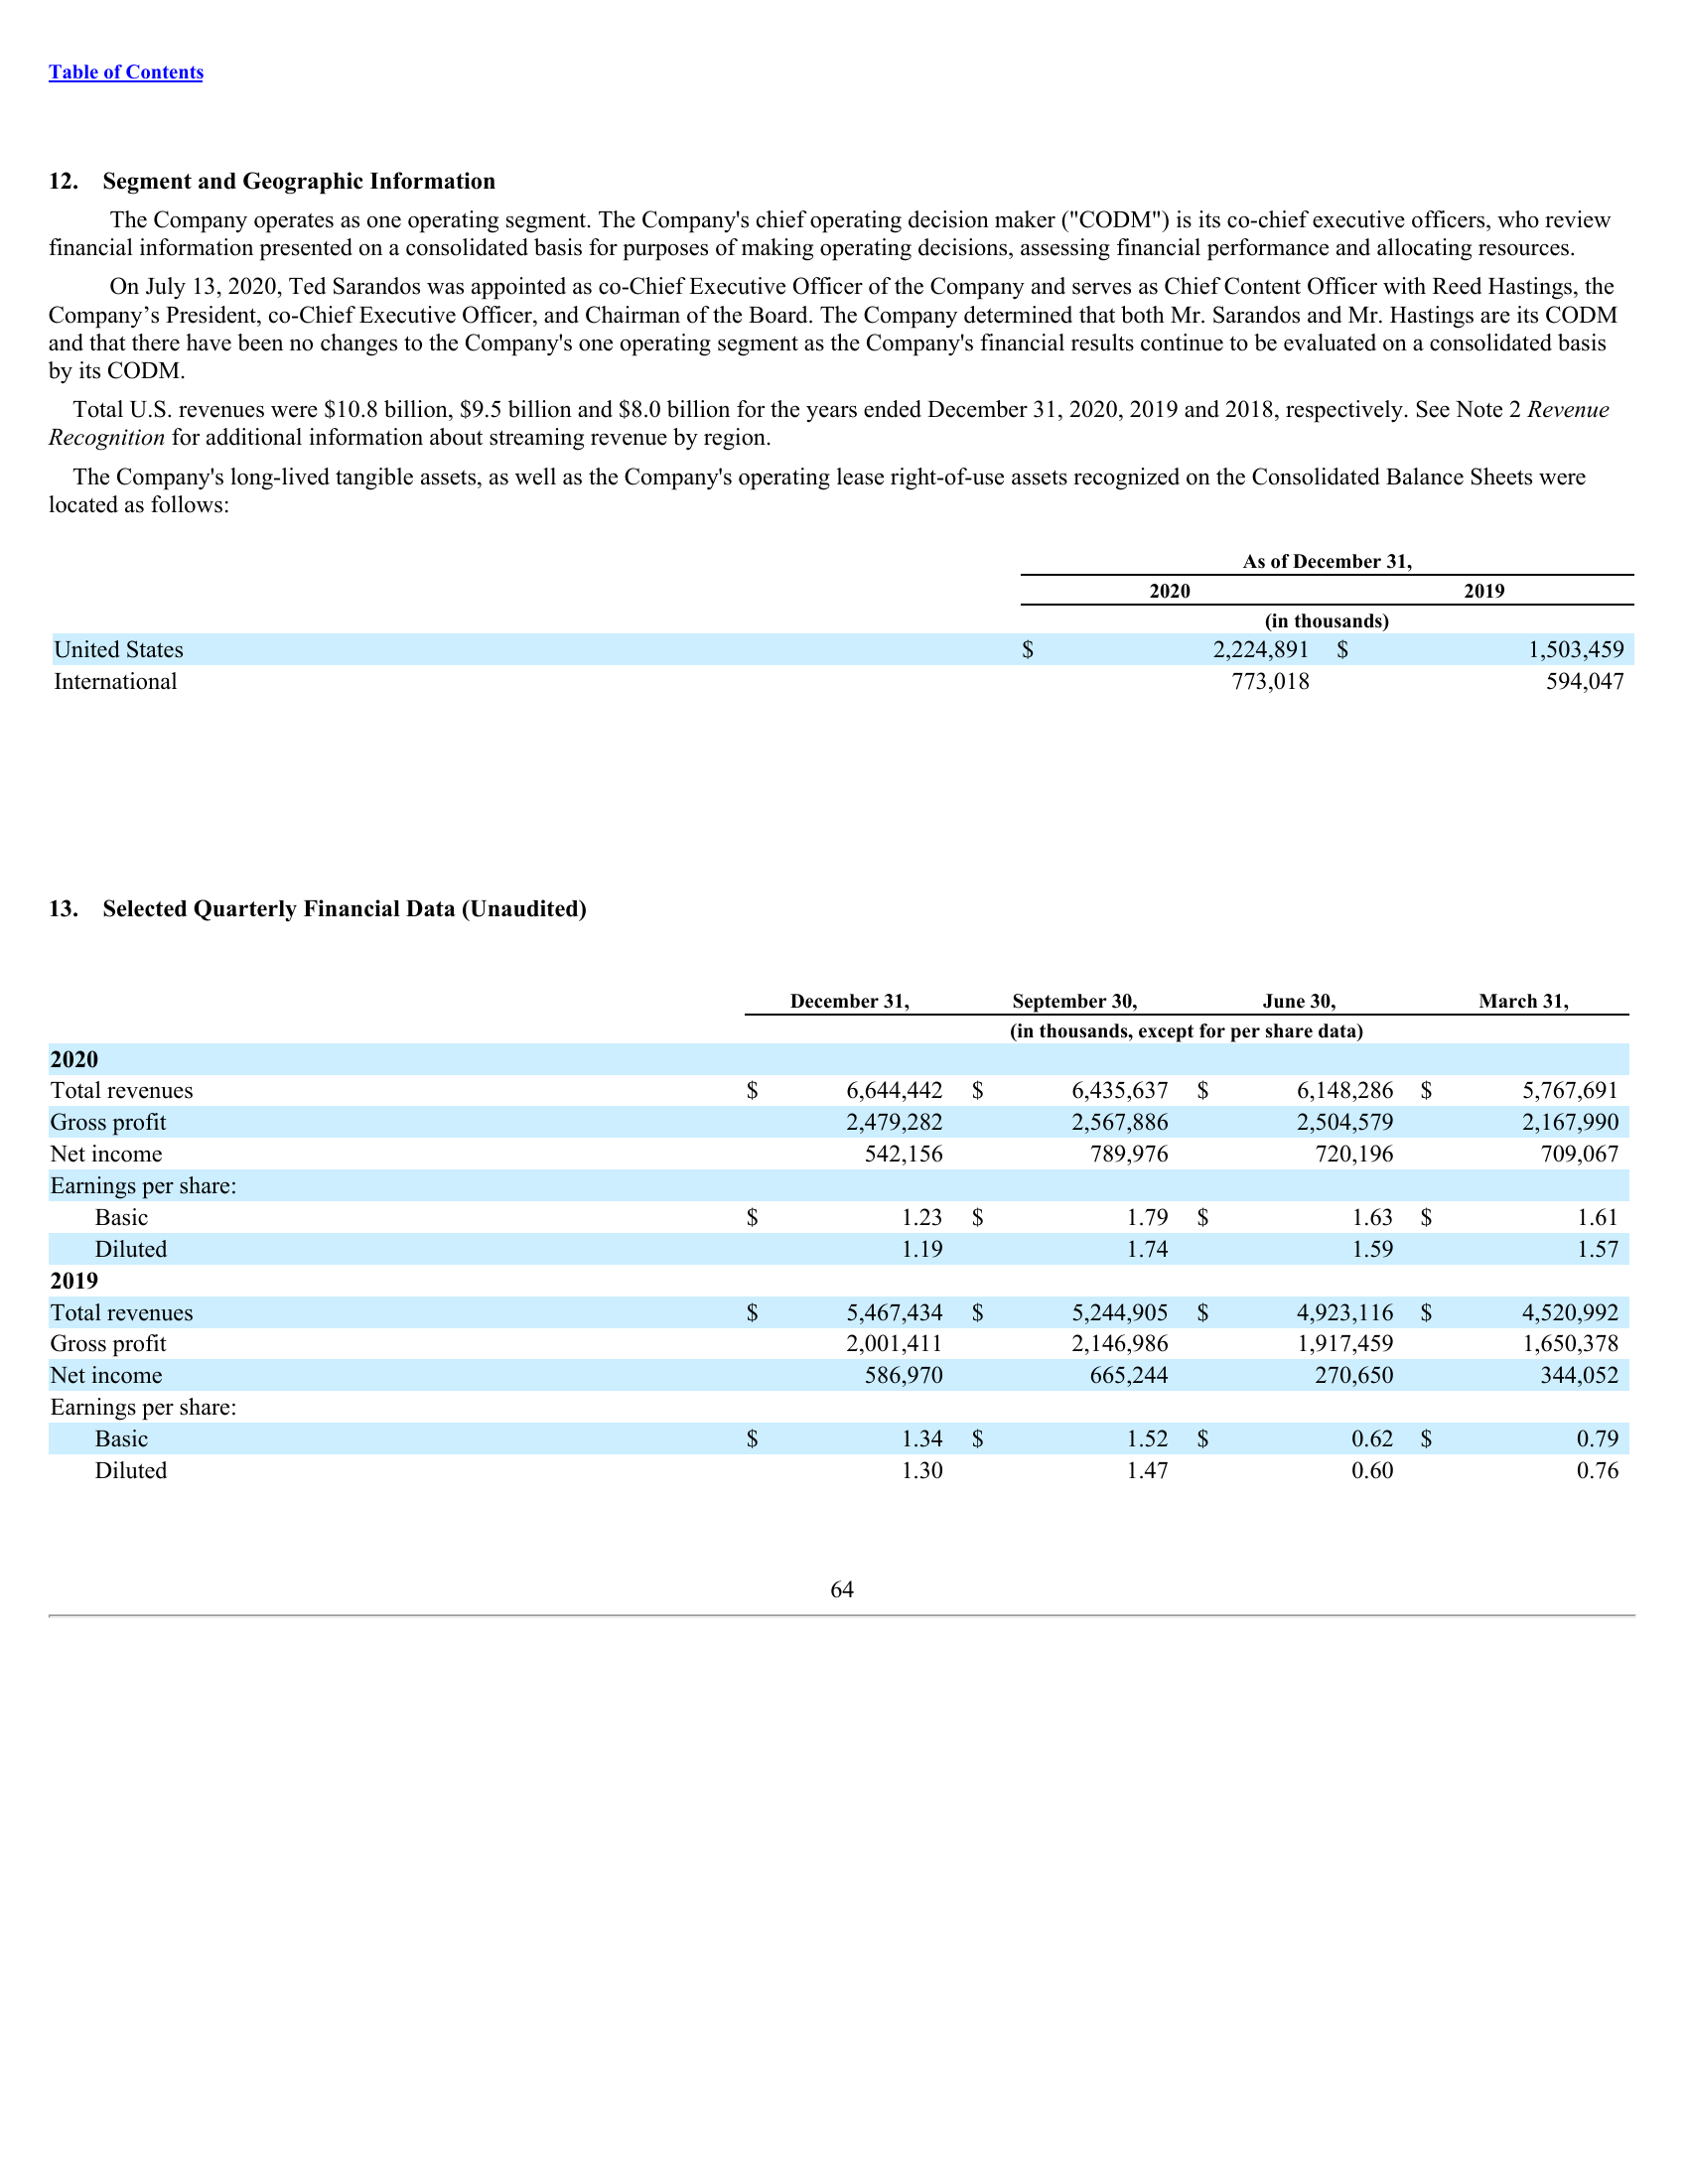 Table of Contents
12. Segment and Geographic Information
The Company operates as one operating segment. The Company's chief operating decision maker ("CODM") is its co-chief executive officers, who review
financial information presented on a consolidated basis for purposes of making operating decisions, assessing financial performance and allocating resources.
On July 13, 2020, Ted Sarandos was appointed as co-Chief Executive Officer of the Company and serves as Chief Content Officer with Reed Hastings, the
Company’s President, co-Chief Executive Officer, and Chairman of the Board. The Company determined that both Mr. Sarandos and Mr. Hastings are its CODM
and that there have been no changes to the Company's one operating segment as the Company's financial results continue to be evaluated on a consolidated basis
by its CODM.
Total U.S. revenues were $10.8 billion, $9.5 billion and $8.0 billion for the years ended December 31, 2020, 2019 and 2018, respectively. See Note 2 Revenue
Recognition for additional information about streaming revenue by region.
The Company's long-lived tangible assets, as well as the Company's operating lease right-of-use assets recognized on the Consolidated Balance Sheets were
located as follows:
As of December 31,
2020 2019
(in thousands)
United States $ 2,224,891 $ 1,503,459
International 773,018 594,047
13. Selected Quarterly Financial Data (Unaudited)
December 31, September 30, June 30, March 31,
(in thousands, except for per share data)
2020
Total revenues $ 6,644,442 $ 6,435,637 $ 6,148,286 $ 5,767,691
Gross profit 2,479,282 2,567,886 2,504,579 2,167,990
Net income 542,156 789,976 720,196 709,067
Earnings per share:
Basic $ 1.23 $ 1.79 $ 1.63 $ 1.61
Diluted 1.19 1.74 1.59 1.57
2019
Total revenues $ 5,467,434 $ 5,244,905 $ 4,923,116 $ 4,520,992
Gross profit 2,001,411 2,146,986 1,917,459 1,650,378
Net income 586,970 665,244 270,650 344,052
Earnings per share:
Basic $ 1.34 $ 1.52 $ 0.62 $ 0.79
Diluted 1.30 1.47 0.60 0.76
64